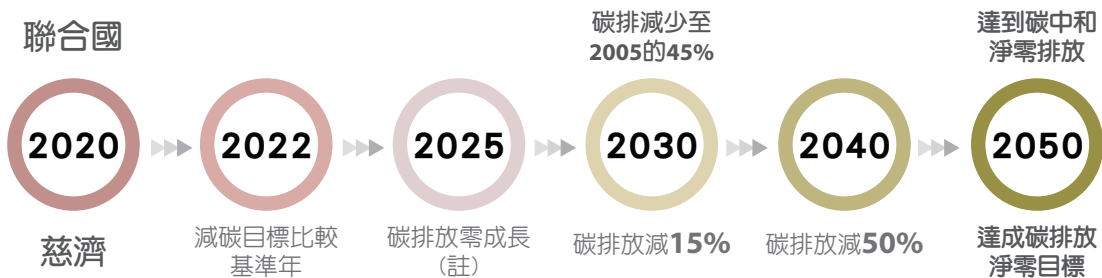 聯合國
碳排減少至
2005的45%
達到碳中和
淨零排放
2020
2022
2025
2030
2040
2050
慈濟
減碳目標比較
基準年
碳排放零成長
(註)
碳排放減15%
碳排放減50%
達成碳排放
淨零目標